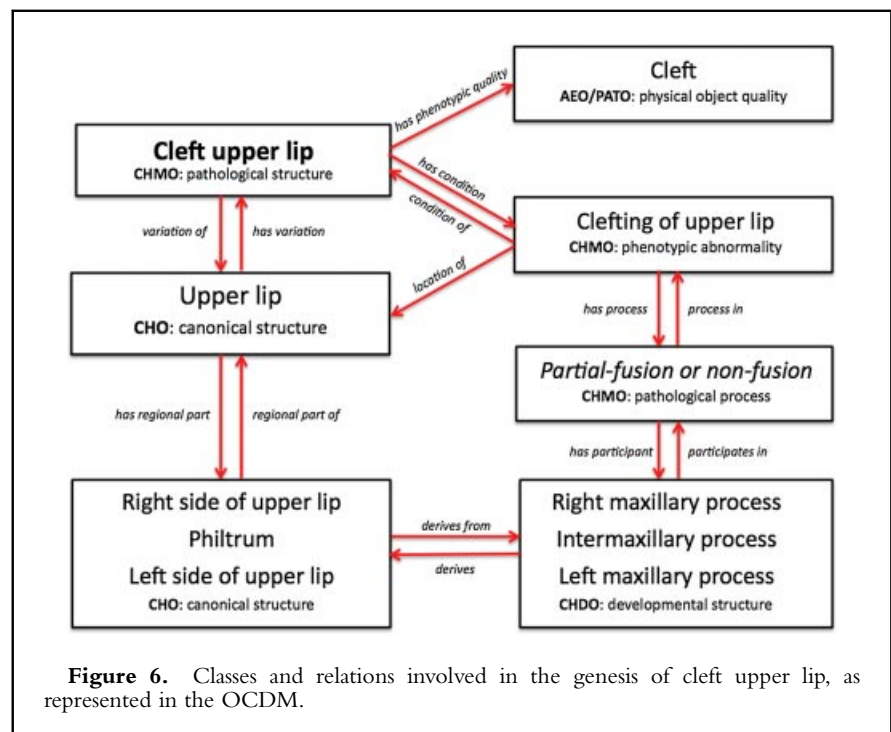 Cleft
AEO/PATO: physical object quality
has phenotypic quality
Cleft upper lip
CHMO: pathological structure
has condition
condition of
Clefting of upper lip
CHMO: phenotypic abnormality
variation of
has variation
location of
Upper lip
CHO: canonical structure
has process
process in
Partial-fusion or non-fusion
CHMO: pathological process
has regional part
regional part of
has participant
participates in
Right side of upper lip
Philtrum
Left side of upper lip
CHO: canonical structure
derives from
derives
Right maxillary process
Intermaxillary process
Left maxillary process
CHDO: developmental structure
Figure 6. Classes and relations involved in the genesis of cleft upper lip, as
represented in the OCDM.